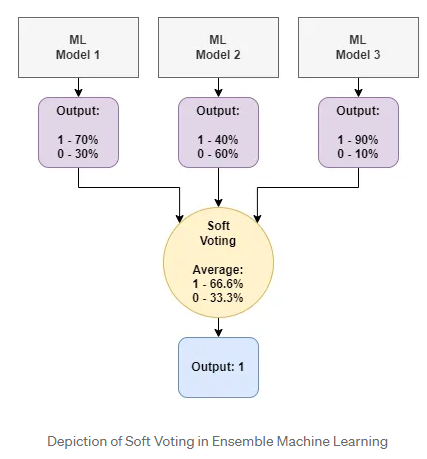 ML
Model 1
ML
Model 2
ML
Model 3
Output:
1 - 70%
0 - 30%
Output:
1 - 40%
0 - 60%
Output:
1 - 90%
0 - 10%
Soft
Voting
Average:
1 - 66.6%
0 - 33.3%
Output: 1
Depiction of Soft Voting in Ensemble Machine Learning